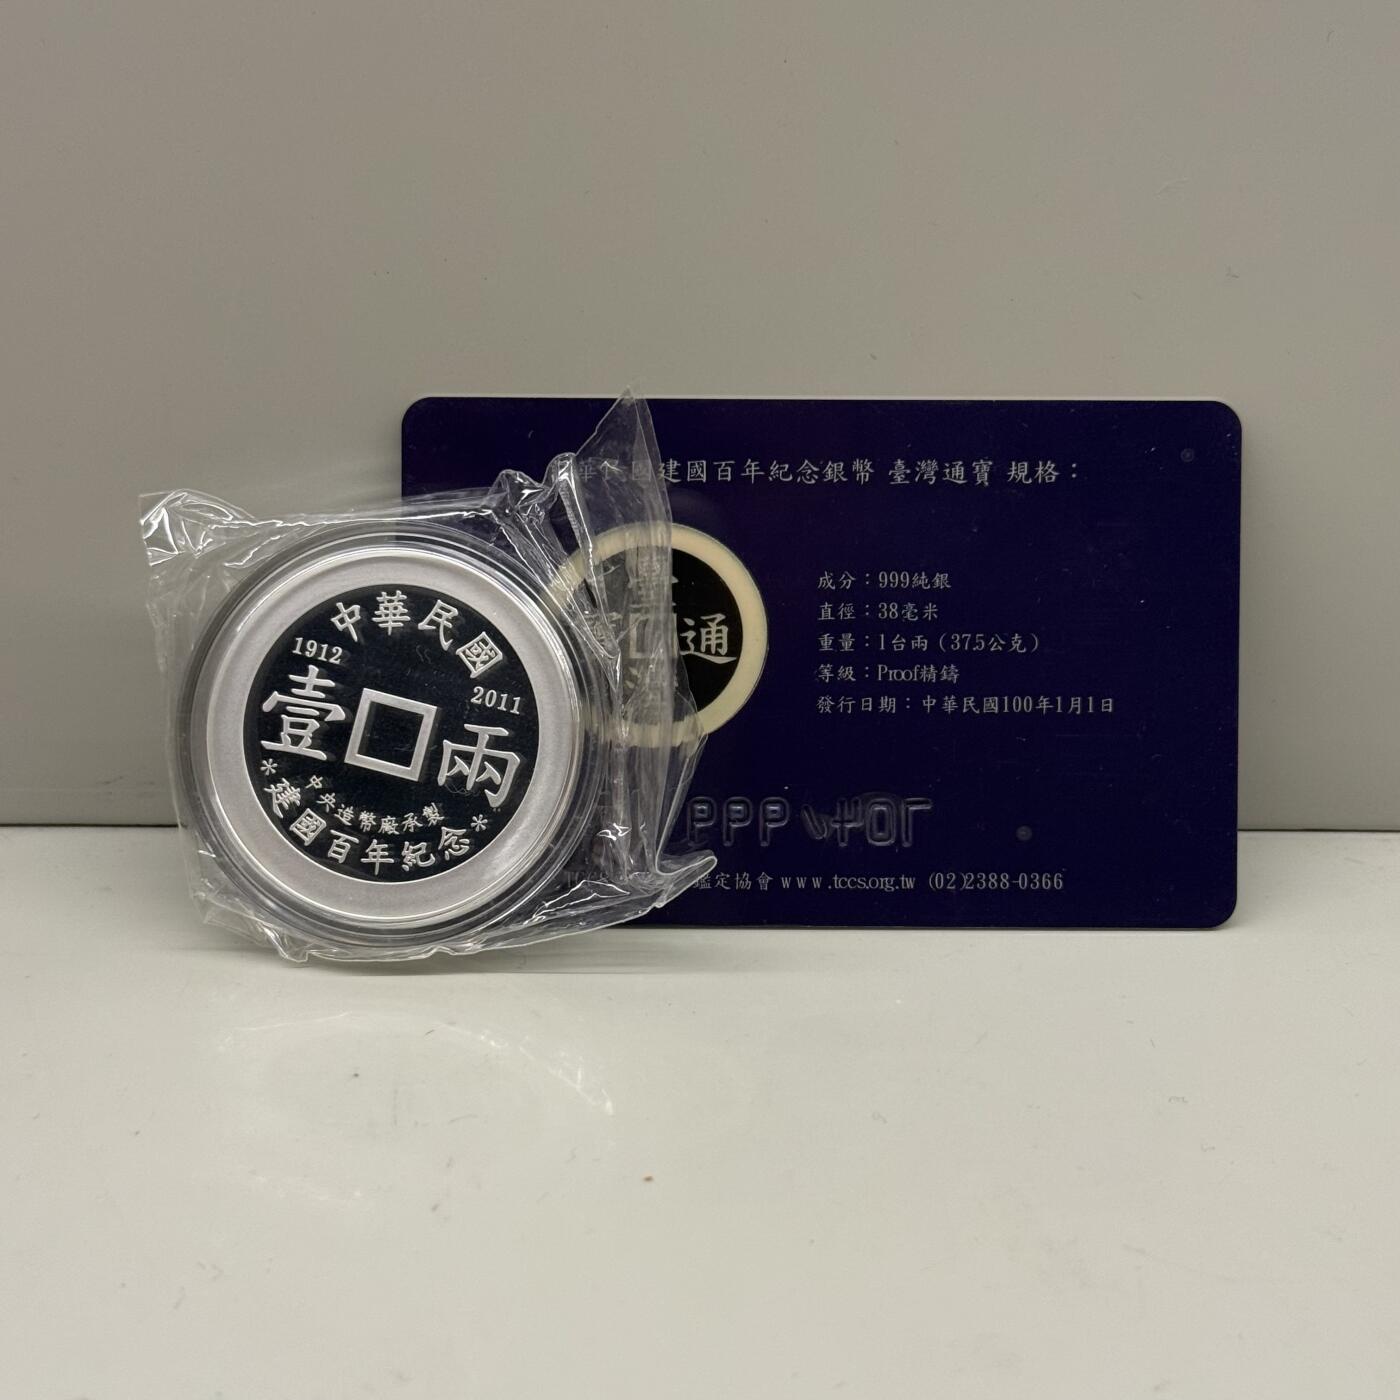 中華民國
1912
2011
壹兩
中央造幣廠承製
*建國百年紀念*
建國百年紀念銀幣 臺灣通寶 規格：
通
成分：999純銀
直徑：38毫米
重量：1台兩（37.5公克）
等級：Proof精鑄
發行日期：中華民國100年1月1日
鑑定協會 www.tccs.org.tw (02)2388-0366